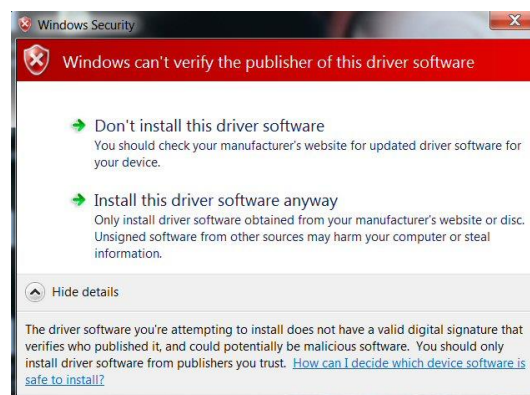 Windows Security
Windows can't verify the publisher of this driver software
Don't install this driver software
You should check your manufacturer's website for updated driver software for
your device.
Install this driver software anyway
Only install driver software obtained from your manufacturer's website or disc.
Unsigned software from other sources may harm your computer or steal
information.
Hide details
The driver software you're attempting to install does not have a valid digital signature that
verifies who published it, and could potentially be malicious software. You should only
install driver software from publishers you trust. How can I decide which device software is
safe to install?